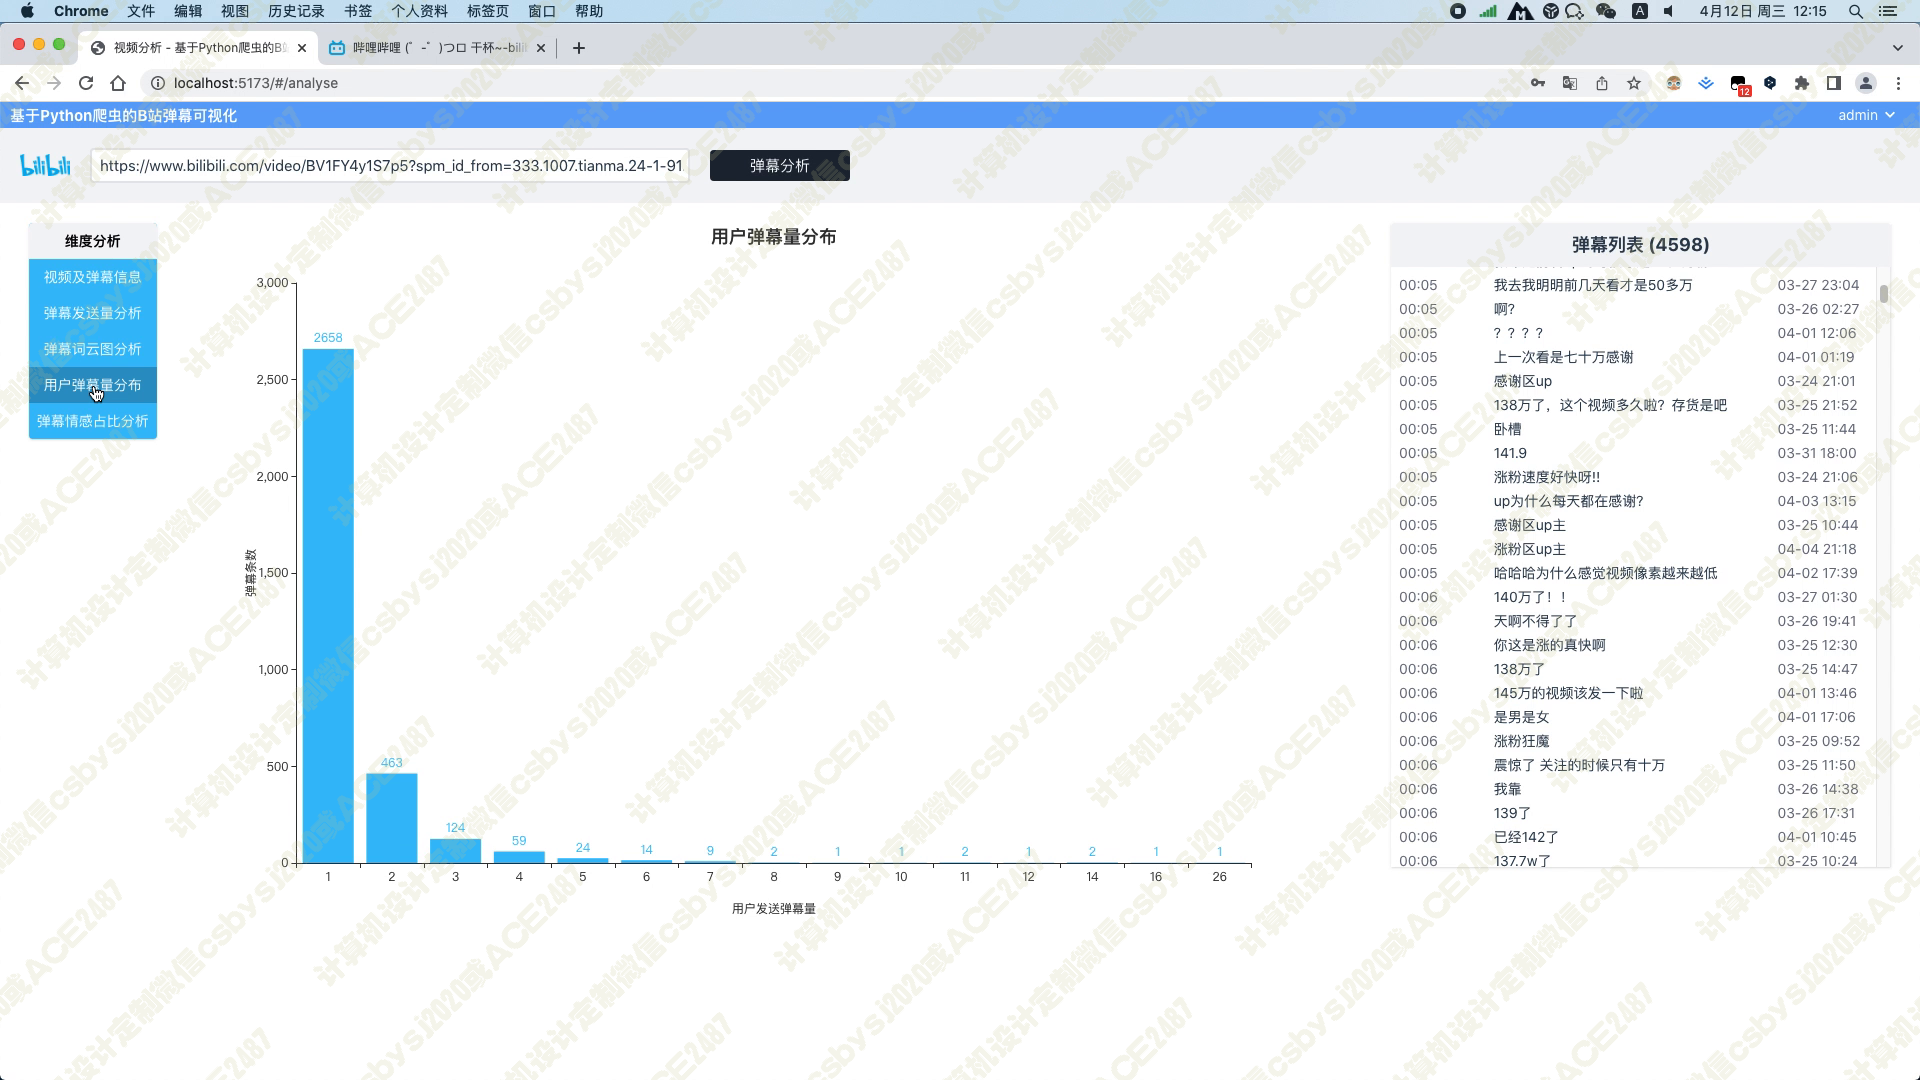 Chrome 文件 编辑 视图 历史记录 书签 个人资料 标签页 窗口 帮助
A 4月12日 周三 12:15
视频分析 - 基于Python爬虫的B站
哔哩哔哩 (゜-゜)つロ 干杯~-bili
localhost:5173/#/analyse
12
基于Python爬虫的B站弹幕可视化
admin
bilibili
https://www.bilibili.com/video/BV1FY4y1S7p5?spm_id_from=333.1007.tianma.24-1-91
弹幕分析
维度分析
视频及弹幕信息
弹幕发送量分析
弹幕词云图分析
用户弹幕量分布
弹幕情感占比分析
用户弹幕量分布
弹幕条数
3,000
2,500
2,000
1,500
1,000
500
0
2658
463
124
59
24
14
9
2
1
1
2
1
2
1
1
1 2 3 4 5 6 7 8 9 10 11 12 14 16 26
用户发送弹幕量
弹幕列表 (4598)
00:05 我去我明明前几天看才是50多万 03-27 23:04
00:05 啊? 03-26 02:27
00:05 ？？？？ 04-01 12:06
00:05 上一次看是七十万感谢 04-01 01:19
00:05 感谢区up 03-24 21:01
00:05 138万了，这个视频多久啦？存货是吧 03-25 21:52
00:05 卧槽 03-25 11:44
00:05 141.9 03-31 18:00
00:05 涨粉速度好快呀!! 03-24 21:06
00:05 up为什么每天都在感谢? 04-03 13:15
00:05 感谢区up主 03-25 10:44
00:05 涨粉区up主 04-04 21:18
00:05 哈哈哈为什么感觉视频像素越来越低 04-02 17:39
00:06 140万了！！ 03-27 01:30
00:06 天啊不得了了 03-26 19:41
00:06 你这是涨的真快啊 03-25 12:30
00:06 138万了 03-25 14:47
00:06 145万的视频该发一下啦 04-01 13:46
00:06 是男是女 04-01 17:06
00:06 涨粉狂魔 03-25 09:52
00:06 震惊了 关注的时候只有十万 03-25 11:50
00:06 我靠 03-26 14:38
00:06 139了 03-26 17:31
00:06 已经142了 04-01 10:45
00:06 137.7w了 03-25 10:24
计算机设计定制微信csbysj2020或ACE2487